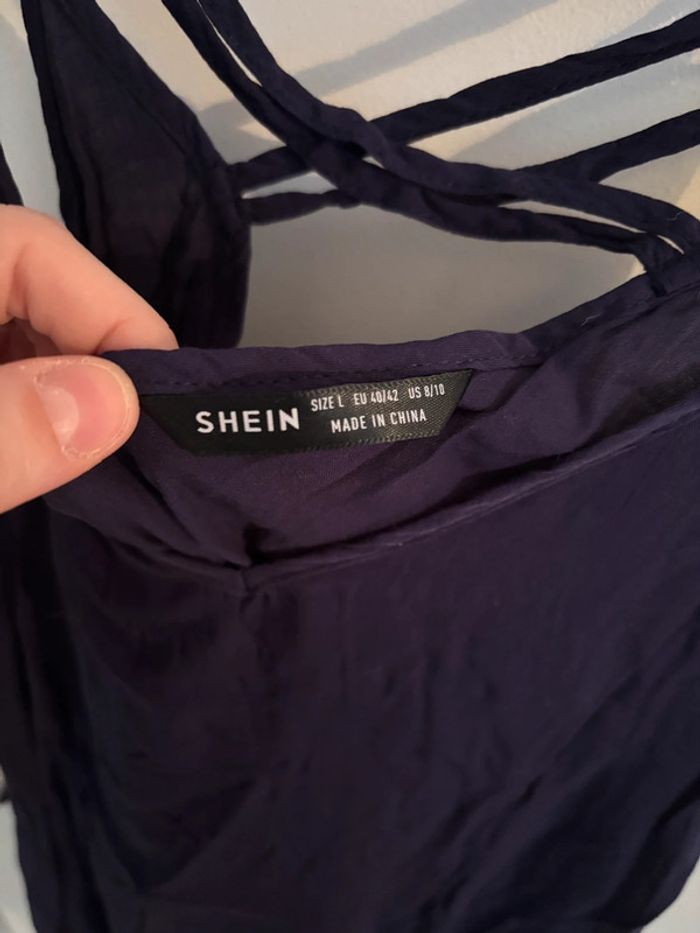 SHEIN
SIZE L EU 40/42 US 8/10
MADE IN CHINA